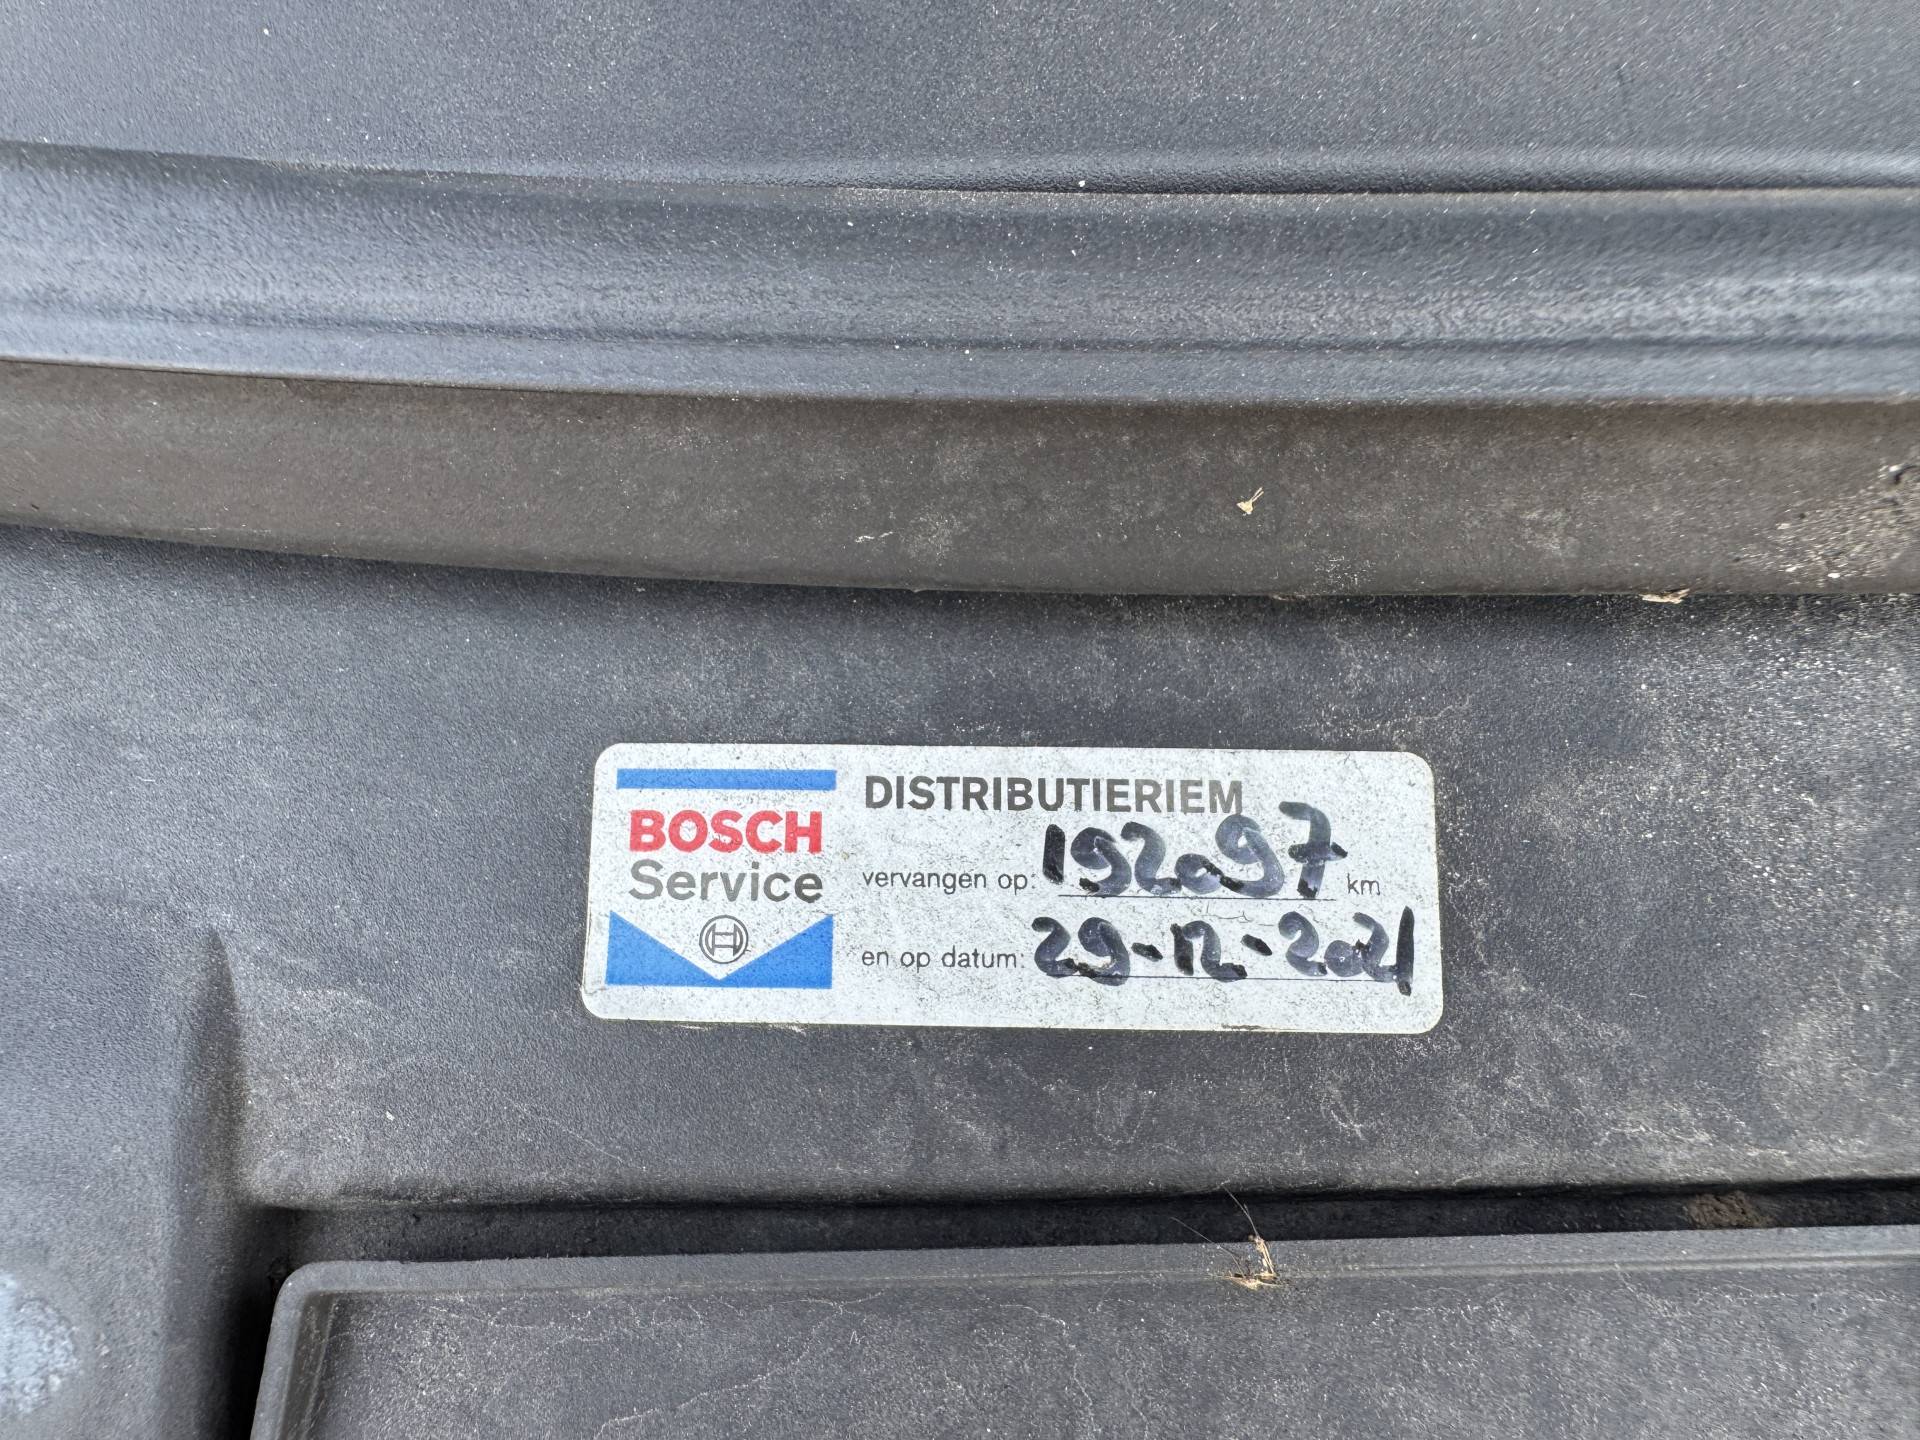 BOSCH
Service
DISTRIBUTIERIEM
vervangen op: 192097 km
en op datum: 29-12-2021